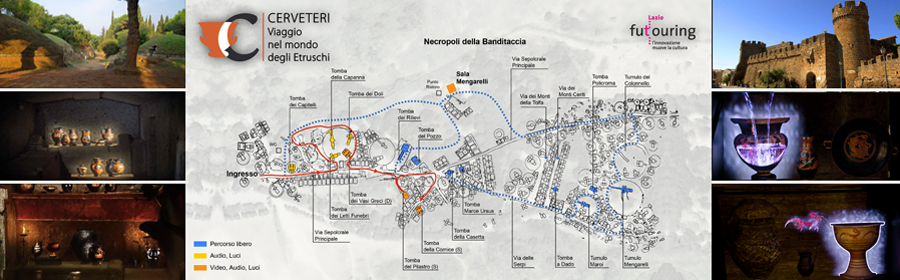 CERVETERI
Viaggio
nel mondo
degli Etruschi
Necropoli della Banditaccia
Lazio
futouring
l'innovazione
muove la cultura
Tomba
della Capanna
Tomba dei Doli
Tomba
dei Capitelli
Punto
Ristoro
Sala
Mengarelli
Via Sepolcrale
Principale
Tomba
dei Rilievi
Tomba
del Pozzo
Via dei Monti
della Tolfa
Via dei
Monti Ceriti
Tomba
Policroma
Tumulo del
Colonnello
Ingresso
Via Sepolcrale
Principale
Tomba
dei Letti Funebri
Tomba
dei Vasi Greci (D)
Tomba
del Pilastro (S)
Tomba
della Cornice (S)
Tomba
della Casetta
Tomba
Marce Ursus
Via delle
Serpi
Tomba
a Dado
Tumulo
Maroi
Tumulo
Mengarelli
Percorso libero
Audio, Luci
Video, Audio, Luci